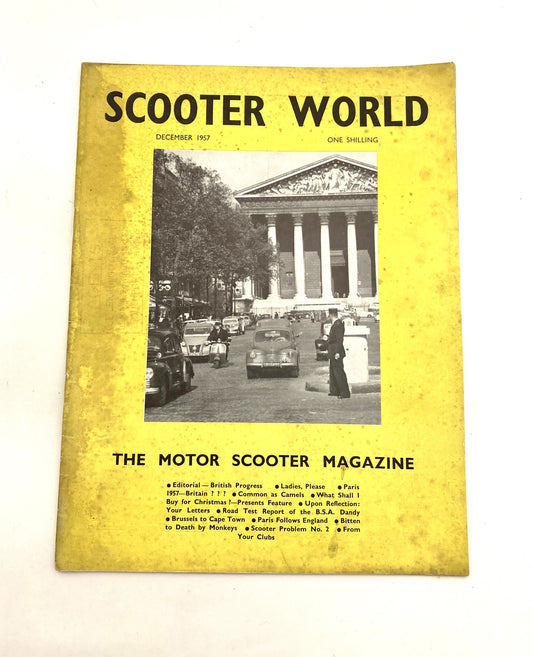 SCOOTER WORLD
DECEMBER 1957 ONE SHILLING
THE MOTOR SCOOTER MAGAZINE
● Editorial — British Progress ● Ladies, Please ● Paris
1957—Britain ? ? ? ● Common as Camels ● What Shall I
Buy for Christmas ?—Presents Feature ● Upon Reflection:
Your Letters ● Road Test Report of the B.S.A. Dandy
● Brussels to Cape Town ● Paris Follows England ● Bitten
to Death by Monkeys ● Scooter Problem No. 2 ● From
Your Clubs